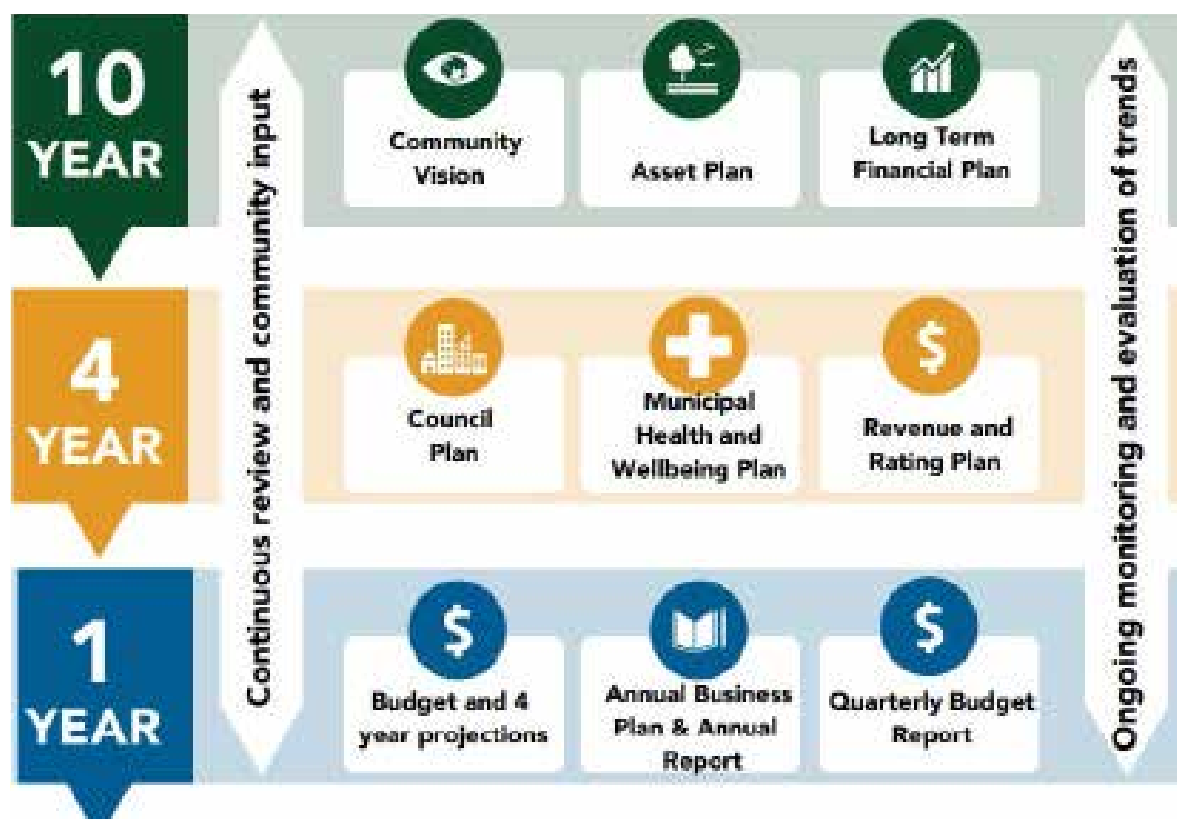 10
YEAR
Continuous review and community input
Community
Vision
Asset Plan
Long Term
Financial Plan
Ongoing monitoring and evaluation of trends
4
YEAR
Council
Plan
Municipal
Health and
Wellbeing Plan
$
Revenue and
Rating Plan
1
YEAR
$
Budget and 4
year projections
Annual Business
Plan & Annual
Report
$
Quarterly Budget
Report